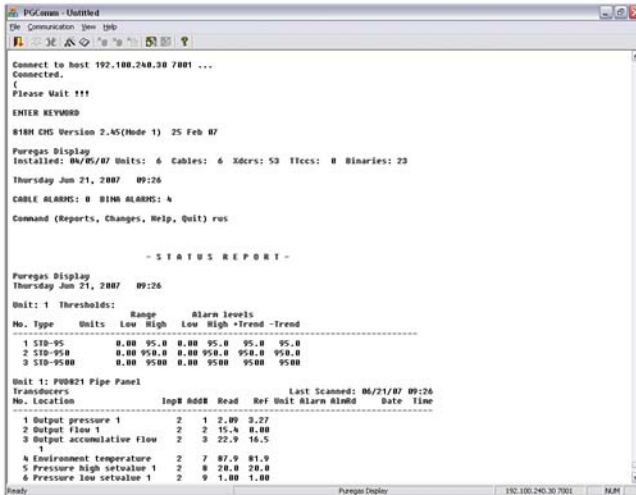 PGComm - Untitled
File Communication View Help
Connect to host 192.100.240.30 7001 ...
Connected.
(
Please Wait !!!
ENTER KEYWORD
818M CMS Version 2.45(Node 1) 25 Feb 07
Puregas Display
Installed: 04/05/07 Units: 6 Cables: 6 Xdcrs: 53 TTccs: 0 Binaries: 23
Thursday Jun 21, 2007 09:26
CABLE ALARMS: 0 BINA ALARMS: 4
Command (Reports, Changes, Help, Quit) rus
- S T A T U S R E P O R T -
Puregas Display
Thursday Jun 21, 2007 09:26
Unit: 1 Thresholds:
Range Alarm levels
No. Type Units Low High Low High +Trend -Trend
1 STD-95 0.00 95.0 0.00 95.0 95.0 95.0
2 STD-950 0.00 950.0 0.00 950.0 950.0 950.0
3 STD-9500 0.00 9500 0.00 9500 9500 9500
Unit 1: PVD821 Pipe Panel
Transducers Last Scanned: 06/21/07 09:26
No. Location Inp# Add# Read Ref Unit Alarm AlmRd Date Time
1 Output pressure 1 2 1 2.09 3.27
2 Output flow 1 2 2 15.4 0.00
3 Output accumulative flow 2 3 22.9 16.5
1
4 Environment temperature 2 7 87.9 81.9
5 Pressure high setvalue 1 2 8 20.0 20.0
6 Pressure low setvalue 1 2 9 1.00 1.00
Ready Puregas Display 192.100.240.30 7001 NUM